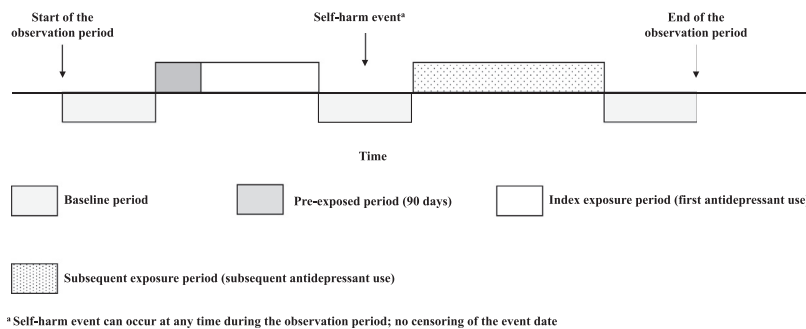 Start of the
observation period
Self-harm eventᵃ
End of the
observation period
Time
Baseline period
Pre-exposed period (90 days)
Index exposure period (first antidepressant use
Subsequent exposure period (subsequent antidepressant use)
ᵃ Self-harm event can occur at any time during the observation period; no censoring of the event date